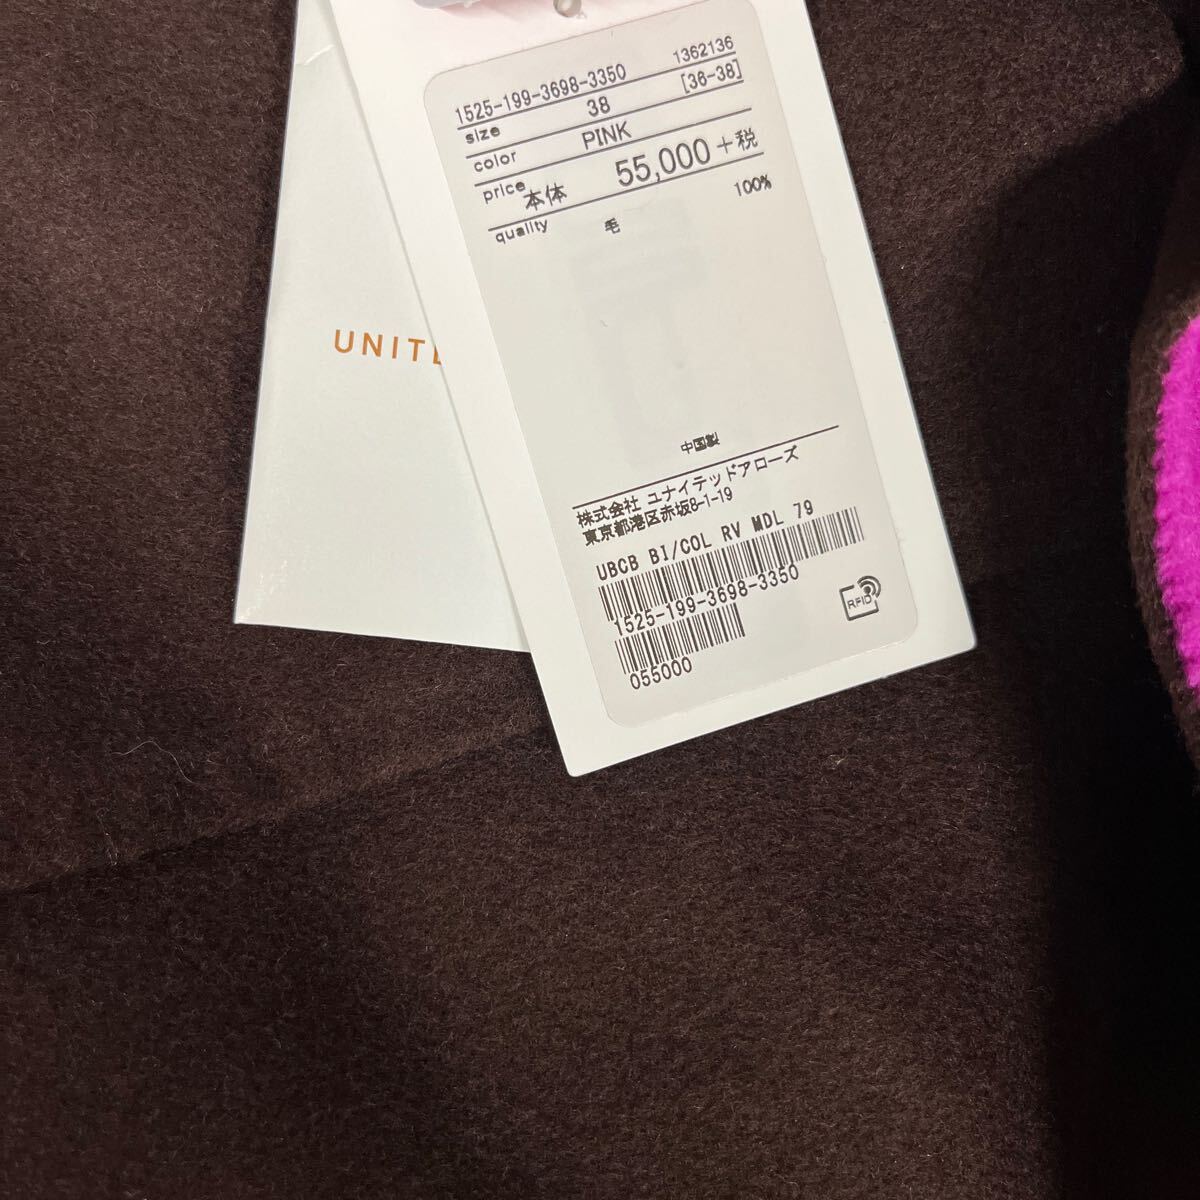 1525-199-3698-3350 1362136
size 38 [36-38]
color PINK
price 本体 55,000+税
quality 毛 100%
UNITE
中国製
株式会社 ユナイテッドアローズ
東京都港区赤坂8-1-19
UBCB BI/COL RV MDL 79
1525-199-3698-3350
RFID
055000